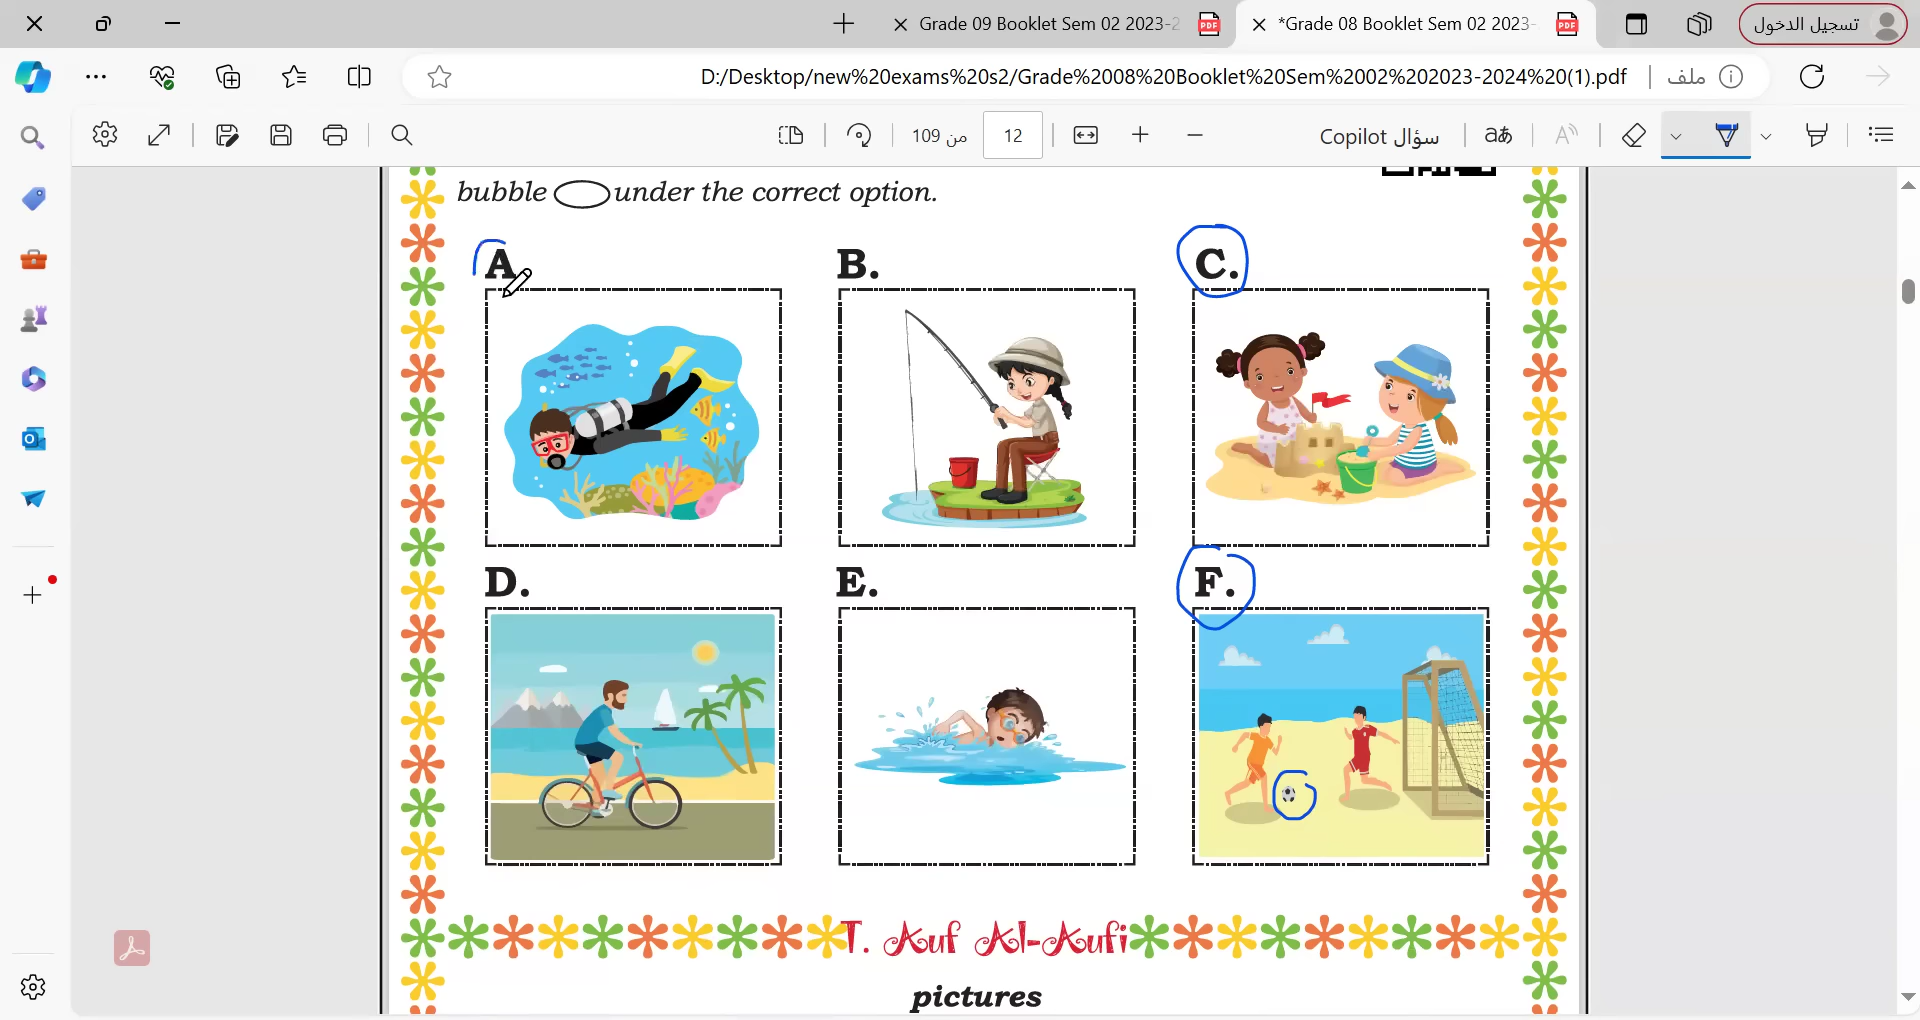 Grade 09 Booklet Sem 02 2023-2
*Grade 08 Booklet Sem 02 2023-
تسجيل الدخول
D:/Desktop/new%20exams%20s2/Grade%2008%20Booklet%20Sem%2002%202023-2024%20(1).pdf
ملف
من 109
12
سؤال Copilot
bubble under the correct option.
A
B.
C.
D.
E.
F.
T. Auf Al-Aufi
pictures